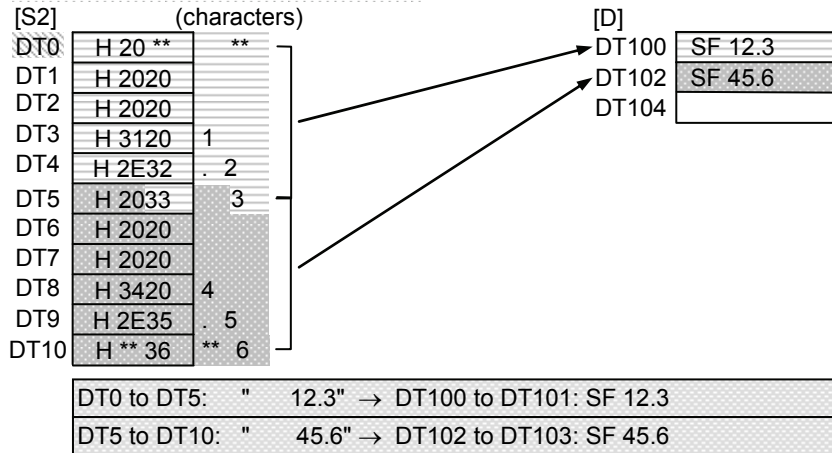 [S2] (characters) [D]
DT0 H 20 ** ** DT100 SF 12.3
DT1 H 2020 DT102 SF 45.6
DT2 H 2020 DT104
DT3 H 3120 1
DT4 H 2E32 . 2
DT5 H 2033 3
DT6 H 2020
DT7 H 2020
DT8 H 3420 4
DT9 H 2E35 . 5
DT10 H ** 36 ** 6
DT0 to DT5: " 12.3" → DT100 to DT101: SF 12.3
DT5 to DT10: " 45.6" → DT102 to DT103: SF 45.6